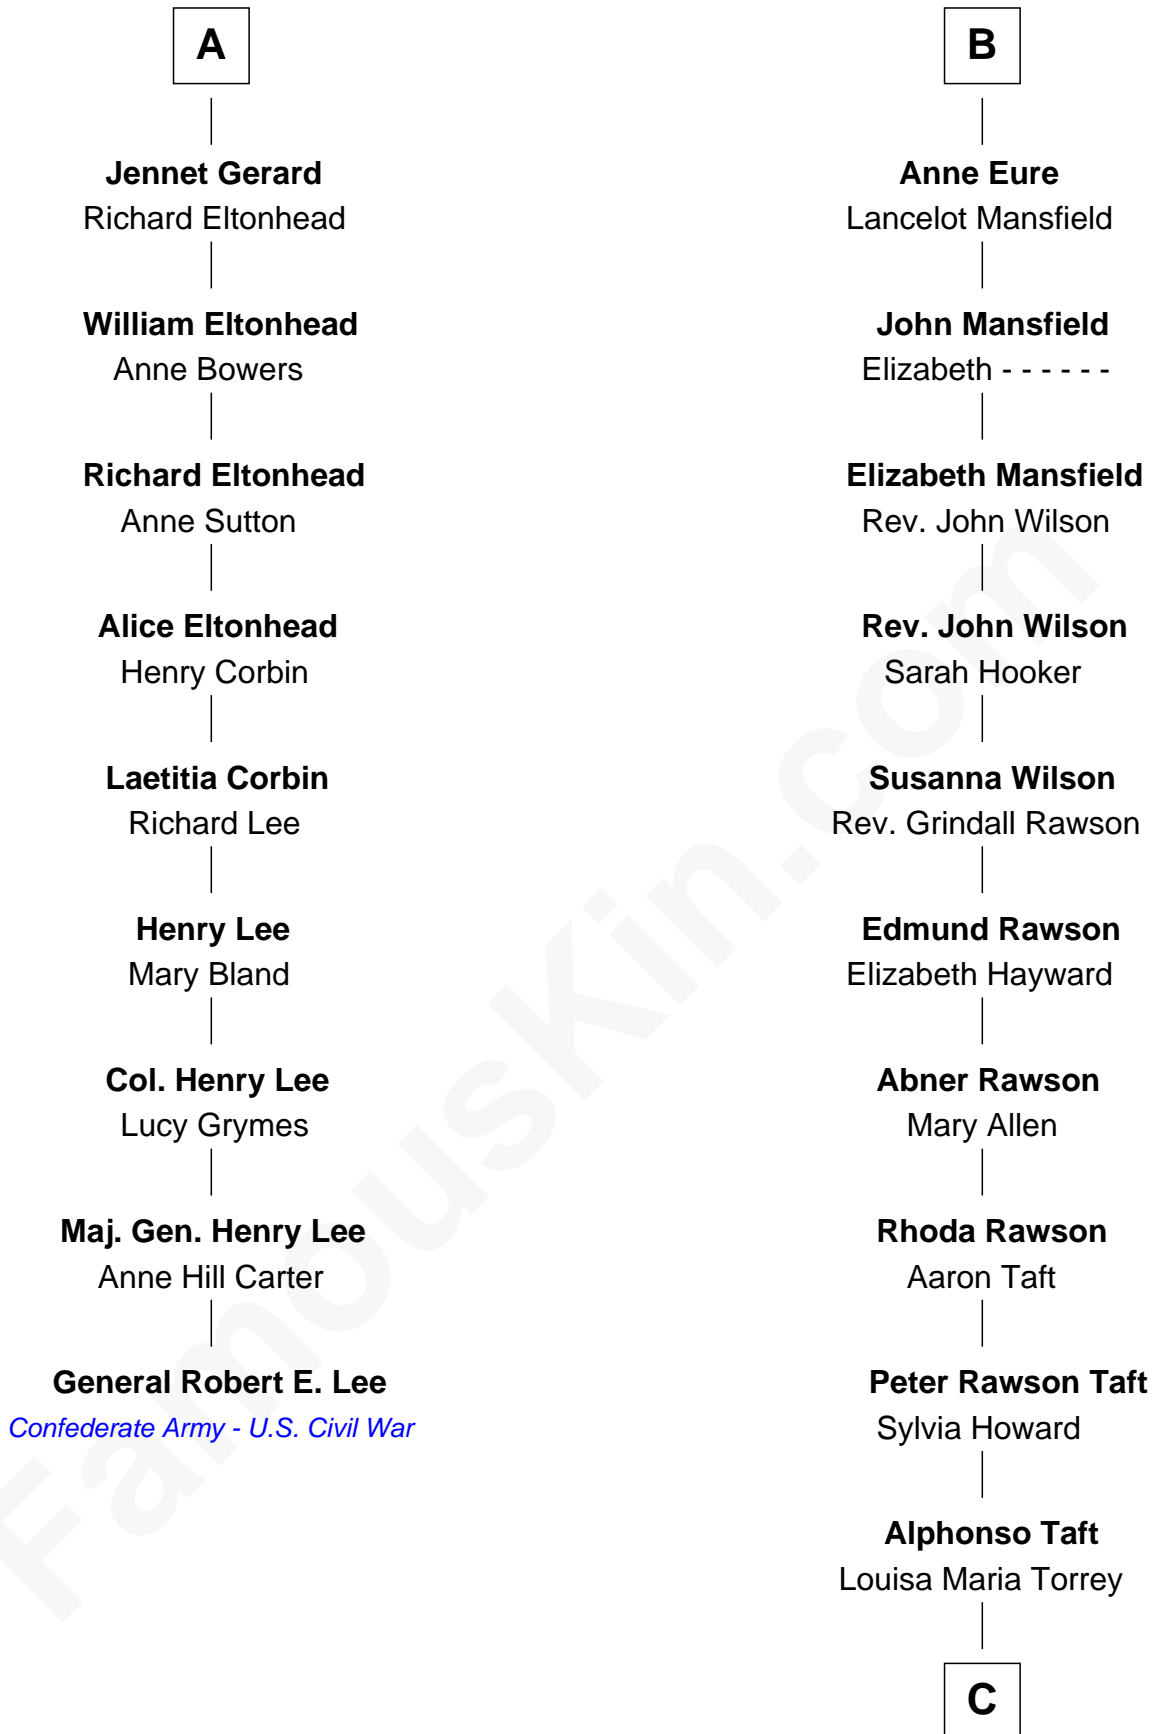 A
Jennet Gerard
Richard Eltonhead
William Eltonhead
Anne Bowers
Richard Eltonhead
Anne Sutton
Alice Eltonhead
Henry Corbin
Laetitia Corbin
Richard Lee
Henry Lee
Mary Bland
Col. Henry Lee
Lucy Grymes
Maj. Gen. Henry Lee
Anne Hill Carter
General Robert E. Lee
Confederate Army - U.S. Civil War
B
Anne Eure
Lancelot Mansfield
John Mansfield
Elizabeth - - - - - -
Elizabeth Mansfield
Rev. John Wilson
Rev. John Wilson
Sarah Hooker
Susanna Wilson
Rev. Grindall Rawson
Edmund Rawson
Elizabeth Hayward
Abner Rawson
Mary Allen
Rhoda Rawson
Aaron Taft
Peter Rawson Taft
Sylvia Howard
Alphonso Taft
Louisa Maria Torrey
C
FamousKin.com